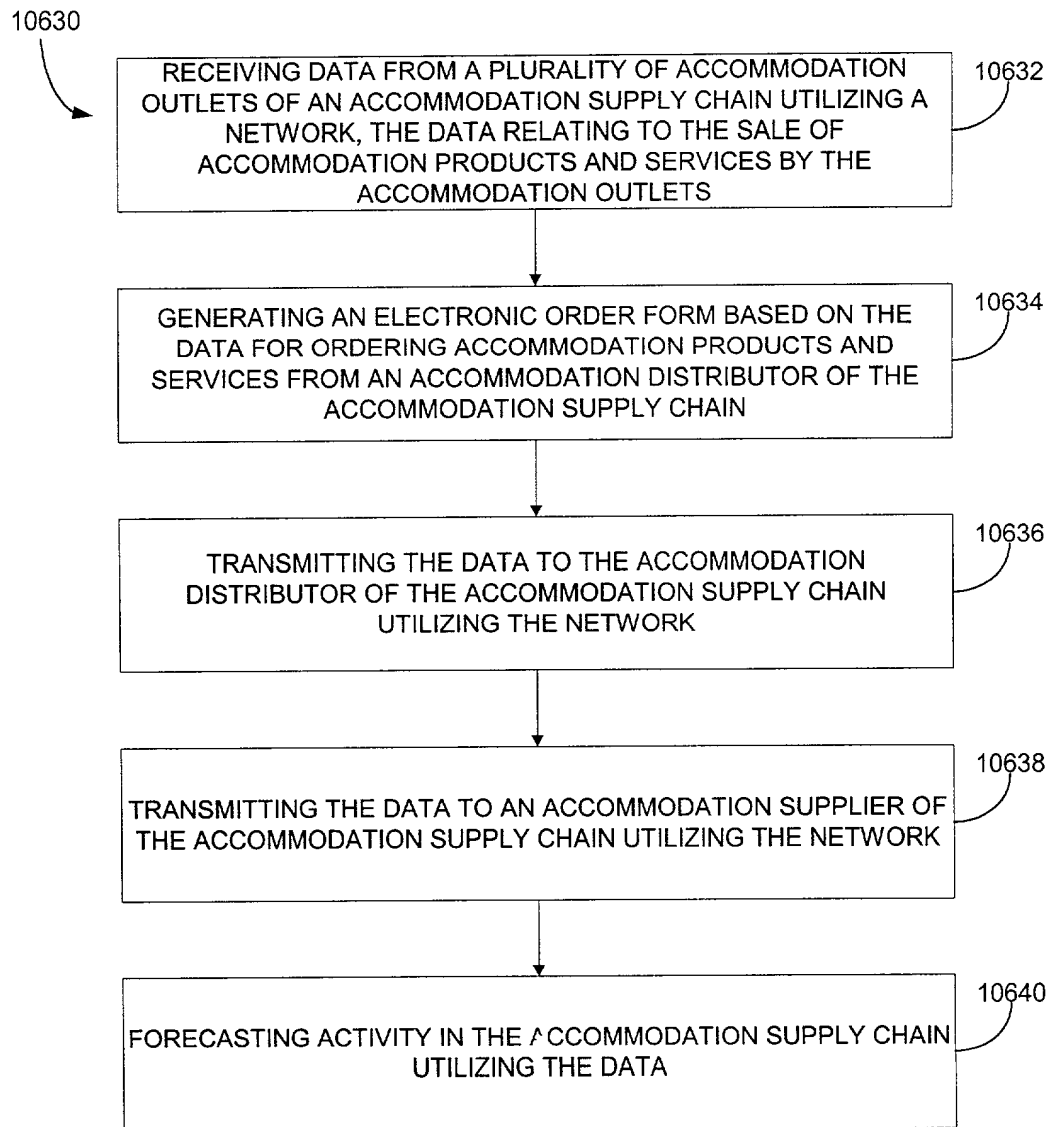 10630
RECEIVING DATA FROM A PLURALITY OF ACCOMMODATION
OUTLETS OF AN ACCOMMODATION SUPPLY CHAIN UTILIZING A
NETWORK, THE DATA RELATING TO THE SALE OF
ACCOMMODATION PRODUCTS AND SERVICES BY THE
ACCOMMODATION OUTLETS
10632
GENERATING AN ELECTRONIC ORDER FORM BASED ON THE
DATA FOR ORDERING ACCOMMODATION PRODUCTS AND
SERVICES FROM AN ACCOMMODATION DISTRIBUTOR OF THE
ACCOMMODATION SUPPLY CHAIN
10634
TRANSMITTING THE DATA TO THE ACCOMMODATION
DISTRIBUTOR OF THE ACCOMMODATION SUPPLY CHAIN
UTILIZING THE NETWORK
10636
TRANSMITTING THE DATA TO AN ACCOMMODATION SUPPLIER OF
THE ACCOMMODATION SUPPLY CHAIN UTILIZING THE NETWORK
10638
FORECASTING ACTIVITY IN THE ACCOMMODATION SUPPLY CHAIN
UTILIZING THE DATA
10640